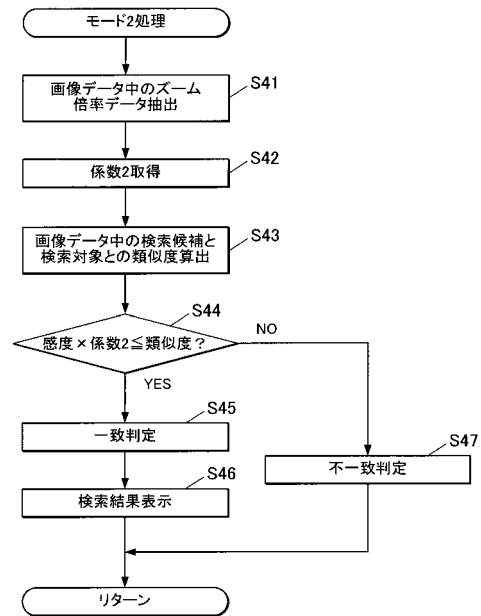 モード2処理
画像データ中のズーム
倍率データ抽出
S41
係数2取得
S42
画像データ中の検索候補と
検索対象との類似度算出
S43
S44
感度×係数2≦類似度？
NO
YES
一致判定
S45
不一致判定
S47
検索結果表示
S46
リターン